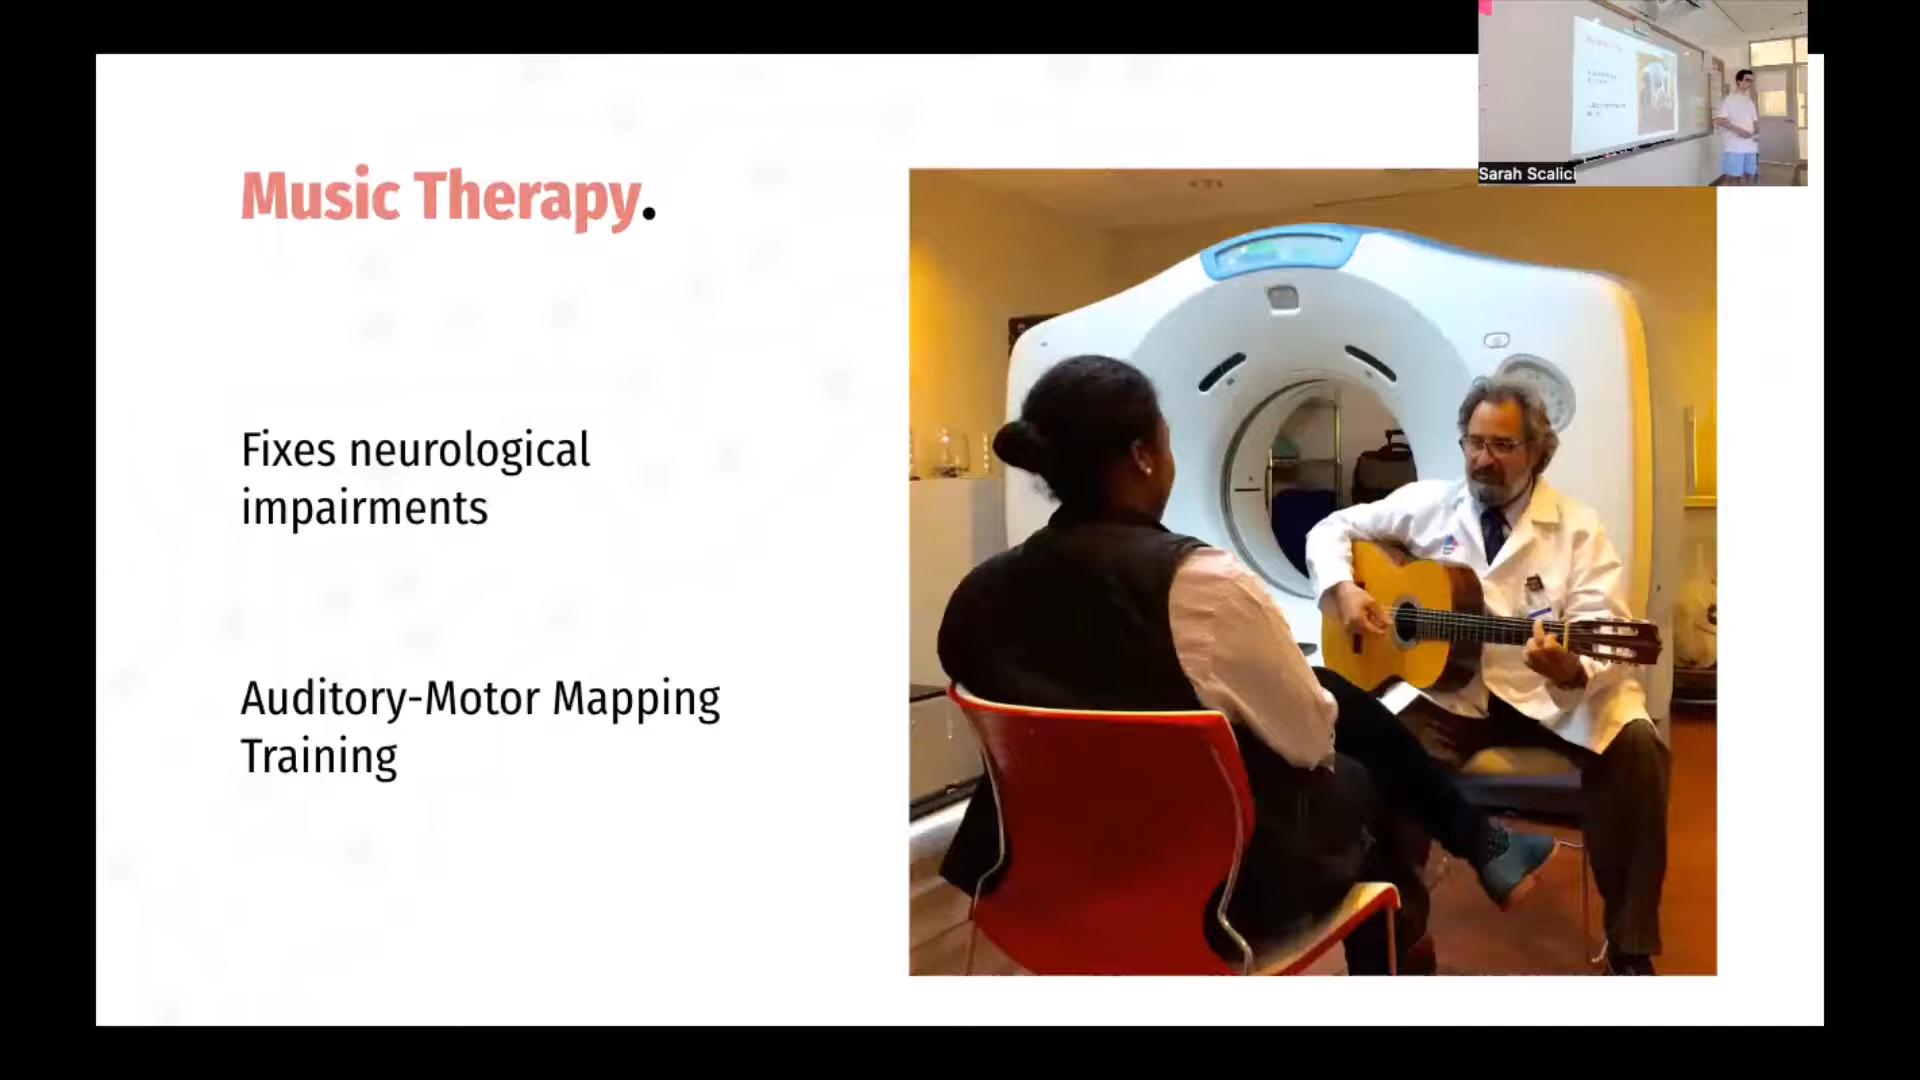 Music Therapy.
Fixes neurological
impairments
Auditory-Motor Mapping
Training
Sarah Scalici